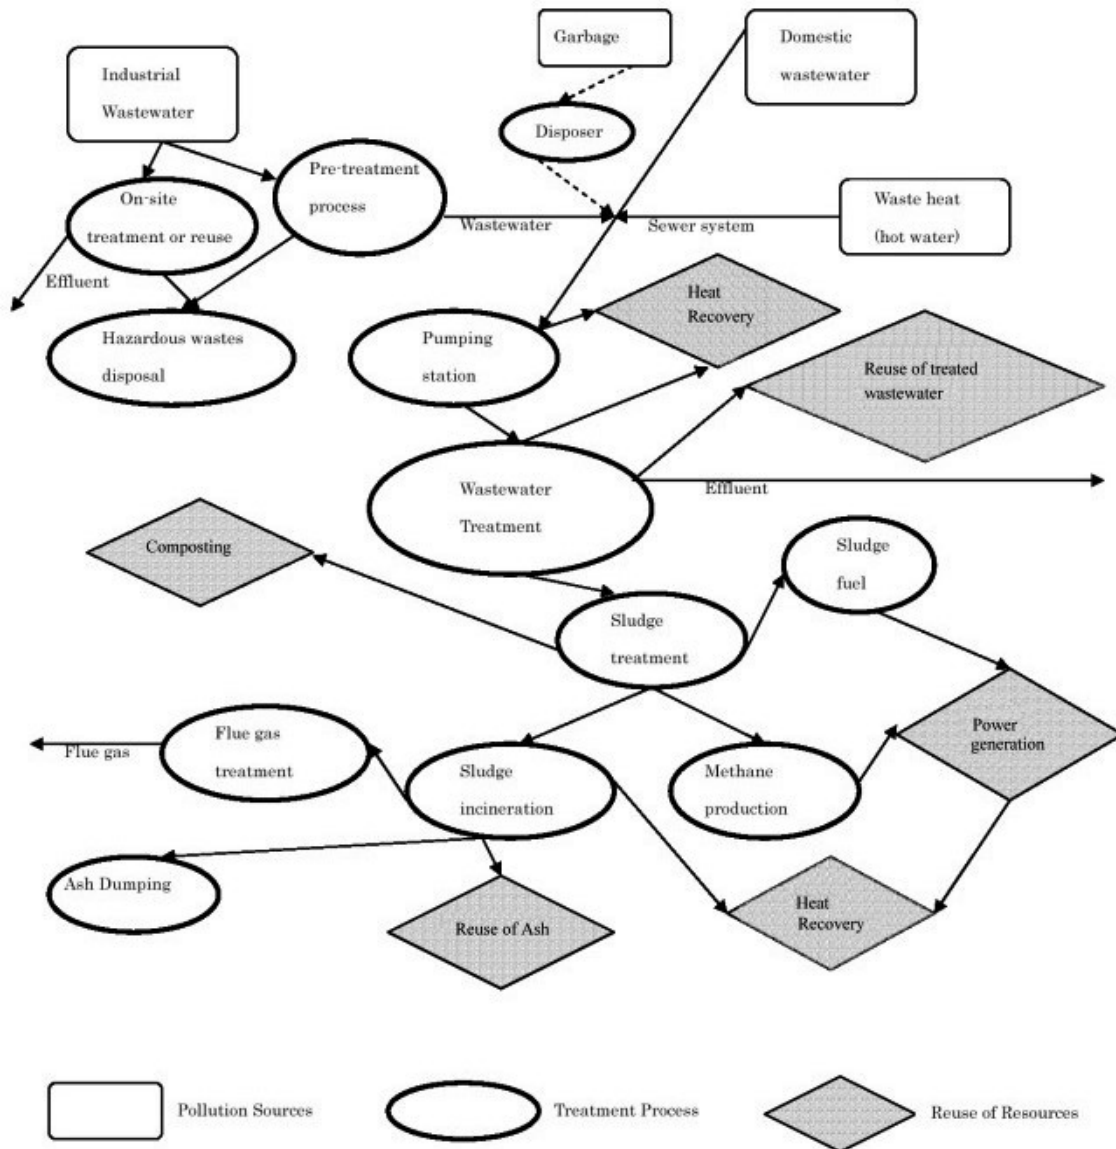 Garbage
Domestic
wastewater
Industrial
Wastewater
Disposer
Pre-treatment
process
On-site
treatment or reuse
Waste heat
(hot water)
Wastewater
Sewer system
Effluent
Heat
Recovery
Hazardous wastes
disposal
Pumping
station
Reuse of treated
wastewater
Wastewater
Treatment
Effluent
Composting
Sludge
fuel
Sludge
treatment
Power
generation
Flue gas
treatment
Flue gas
Sludge
incineration
Methane
production
Ash Dumping
Reuse of Ash
Heat
Recovery
Pollution Sources
Treatment Process
Reuse of Resources